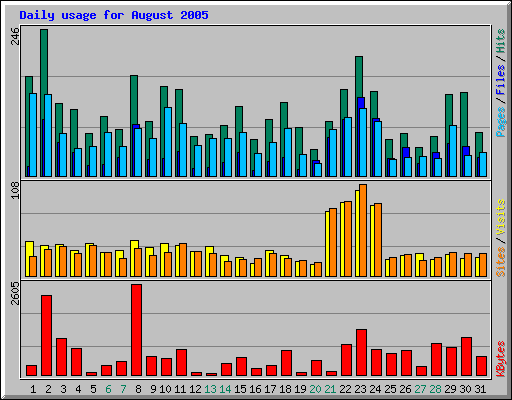 Daily usage for August 2005
246
Pages / Files / Hits
108
Sites / Visits
2605
KBytes
1 2 3 4 5 6 7 8 9 10 11 12 13 14 15 16 17 18 19 20 21 22 23 24 25 26 27 28 29 30 31